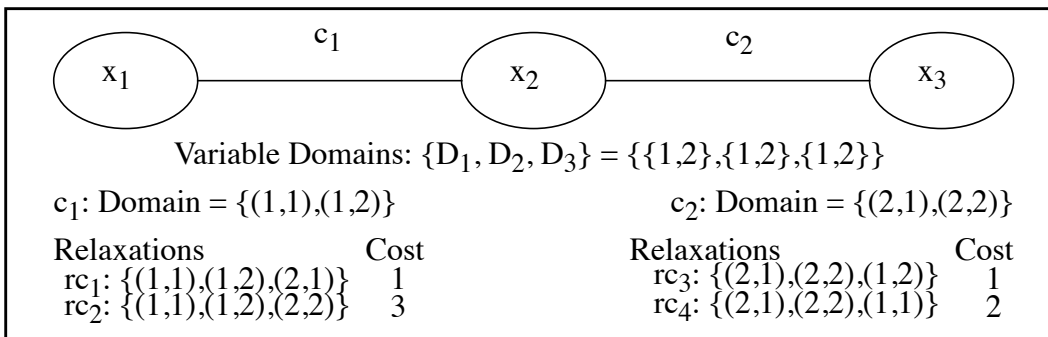 c1 c2
x1 x2 x3
Variable Domains: {D1, D2, D3} = {{1,2},{1,2},{1,2}}
c1: Domain = {(1,1),(1,2)} c2: Domain = {(2,1),(2,2)}
Relaxations Cost Relaxations Cost
rc1: {(1,1),(1,2),(2,1)} 1 rc3: {(2,1),(2,2),(1,2)} 1
rc2: {(1,1),(1,2),(2,2)} 3 rc4: {(2,1),(2,2),(1,1)} 2